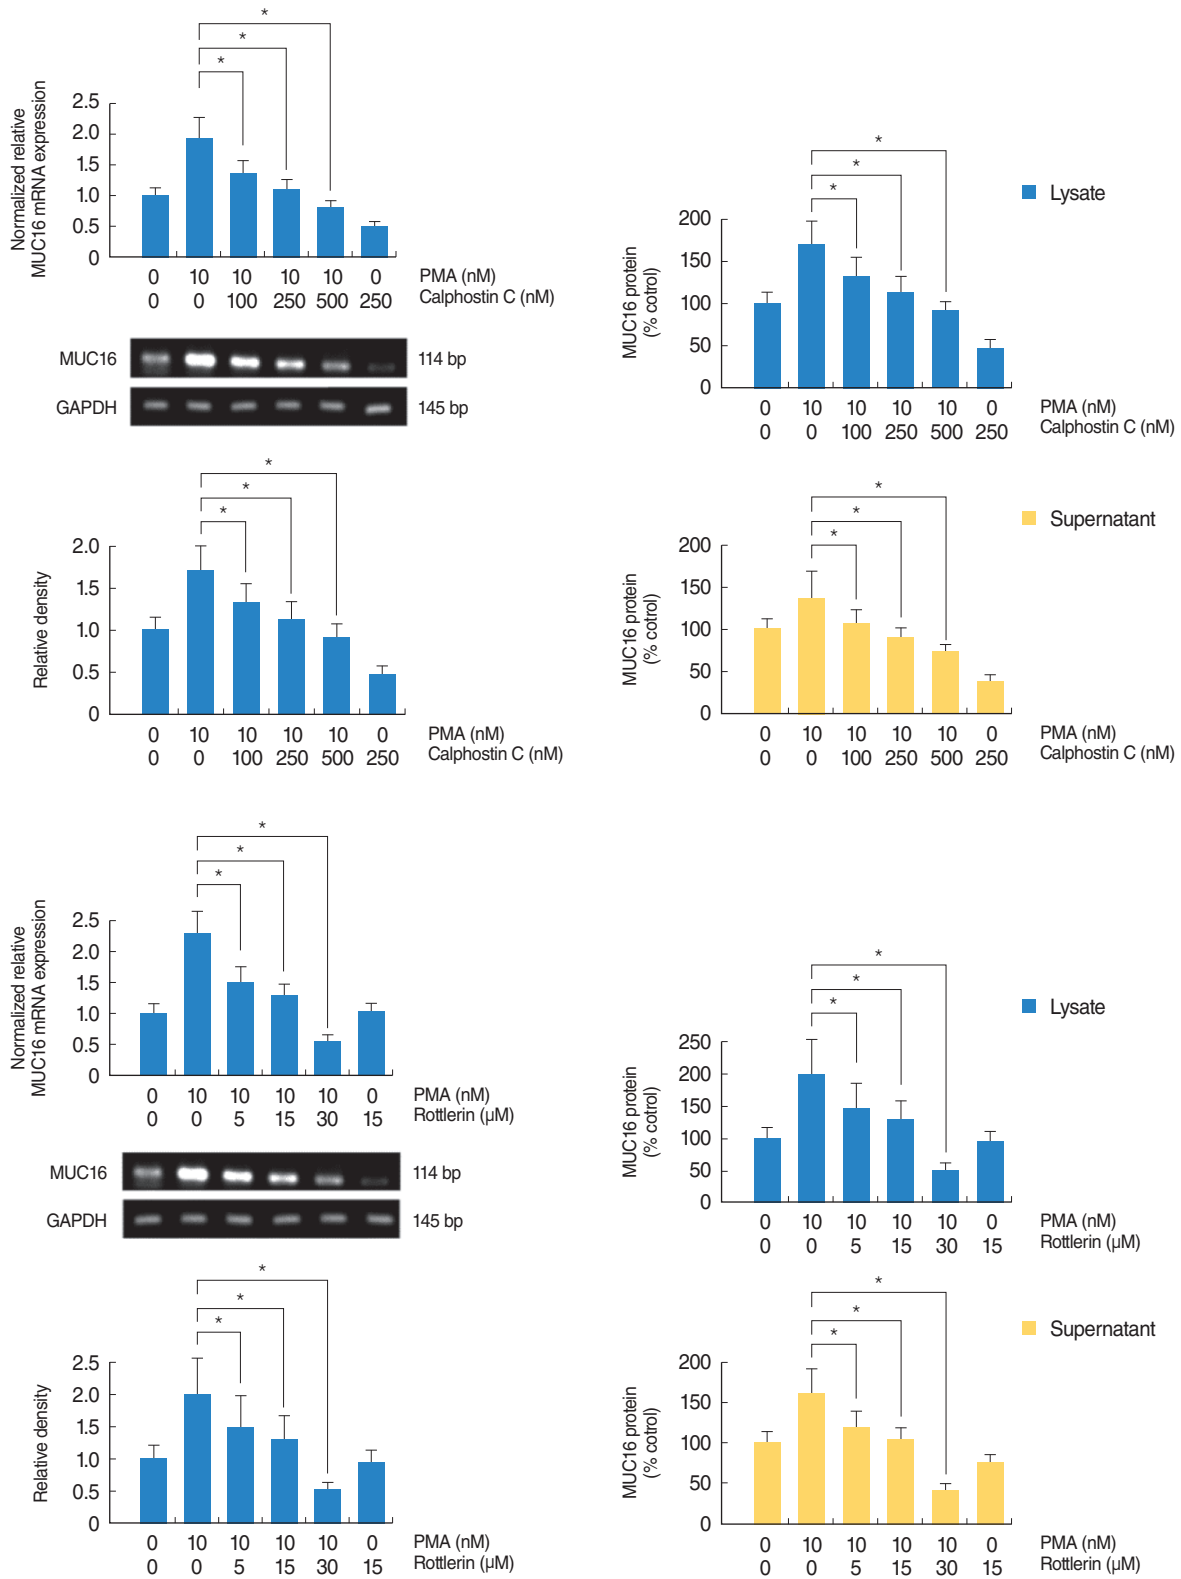 *
*
*
Normalized relative
MUC16 mRNA expression
2.5
2.0
1.5
1.0
0.5
0
0 10 10 10 10 0 PMA (nM)
0 0 100 250 500 250 Calphostin C (nM)
MUC16 114 bp
GAPDH 145 bp
*
*
*
Relative density
2.0
1.5
1.0
0.5
0
0 10 10 10 10 0 PMA (nM)
0 0 100 250 500 250 Calphostin C (nM)
*
*
*
Lysate
MUC16 protein
(% cotrol)
200
150
100
50
0
0 10 10 10 10 0 PMA (nM)
0 0 100 250 500 250 Calphostin C (nM)
*
*
*
Supernatant
MUC16 protein
(% cotrol)
200
150
100
50
0
0 10 10 10 10 0 PMA (nM)
0 0 100 250 500 250 Calphostin C (nM)
*
*
*
Normalized relative
MUC16 mRNA expression
2.5
2.0
1.5
1.0
0.5
0
0 10 10 10 10 0 PMA (nM)
0 0 5 15 30 15 Rottlerin (µM)
MUC16 114 bp
GAPDH 145 bp
*
*
*
Relative density
2.5
2.0
1.5
1.0
0.5
0
0 10 10 10 10 0 PMA (nM)
0 0 5 15 30 15 Rottlerin (µM)
*
*
*
Lysate
MUC16 protein
(% cotrol)
250
200
150
100
50
0
0 10 10 10 10 0 PMA (nM)
0 0 5 15 30 15 Rottlerin (µM)
*
*
*
Supernatant
MUC16 protein
(% cotrol)
200
150
100
50
0
0 10 10 10 10 0 PMA (nM)
0 0 5 15 30 15 Rottlerin (µM)